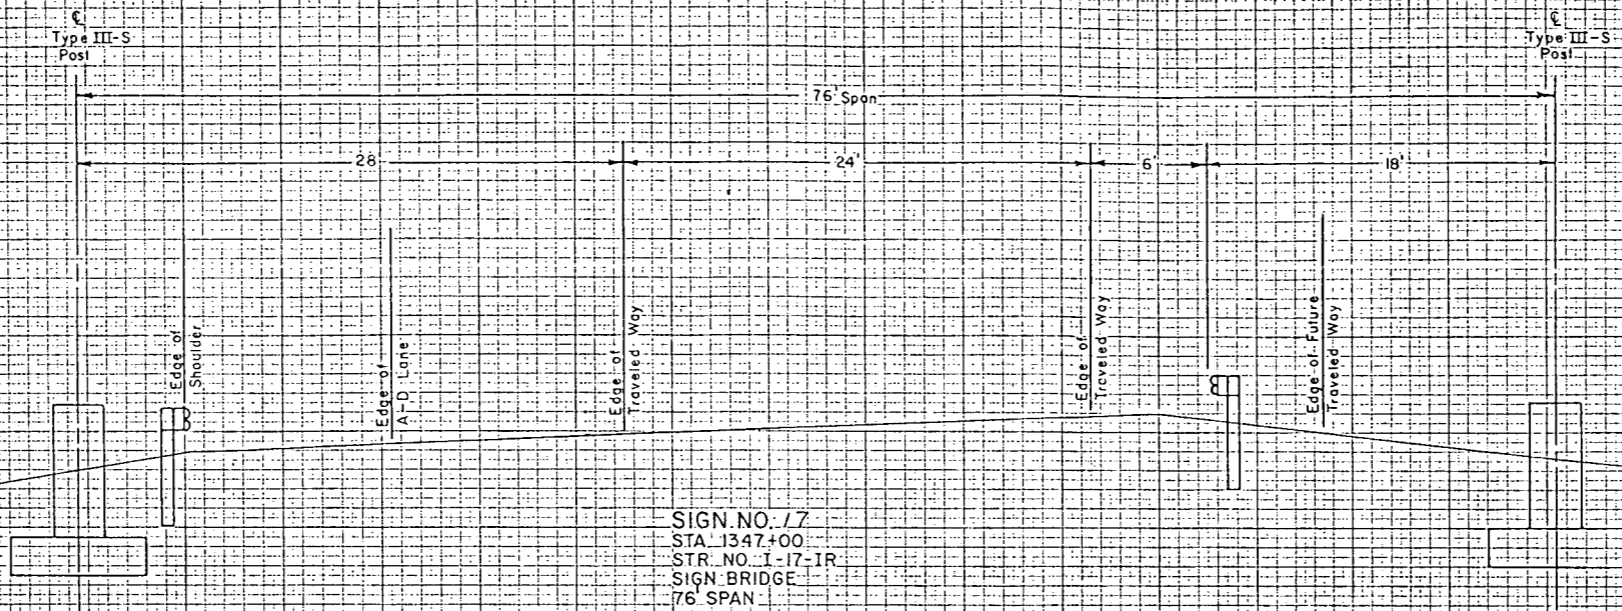 ℄
Type III-S
Post
℄
Type III-S
Post
76' Span
28'
24'
6'
18'
Edge of
Shoulder
Edge of
A-D Lane
Edge of
Traveled Way
Edge of
Traveled Way
Edge of Future
Traveled Way
SIGN NO. 17
STA. 1347+00
STR. NO. I-17-IR
SIGN BRIDGE
76' SPAN